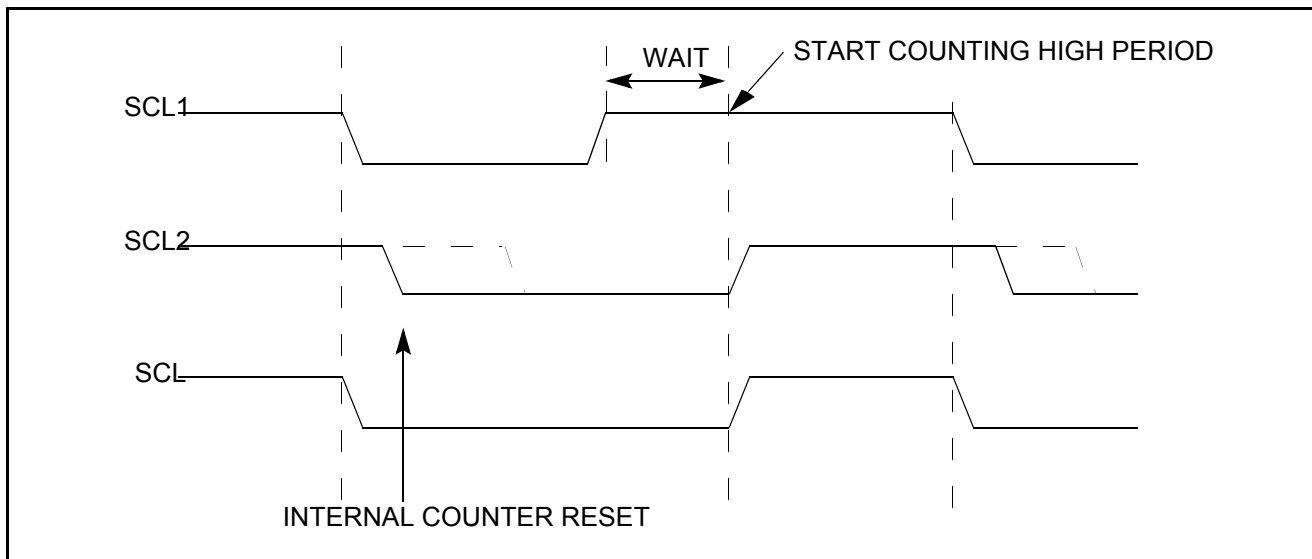 WAIT
START COUNTING HIGH PERIOD
SCL1
SCL2
SCL
INTERNAL COUNTER RESET